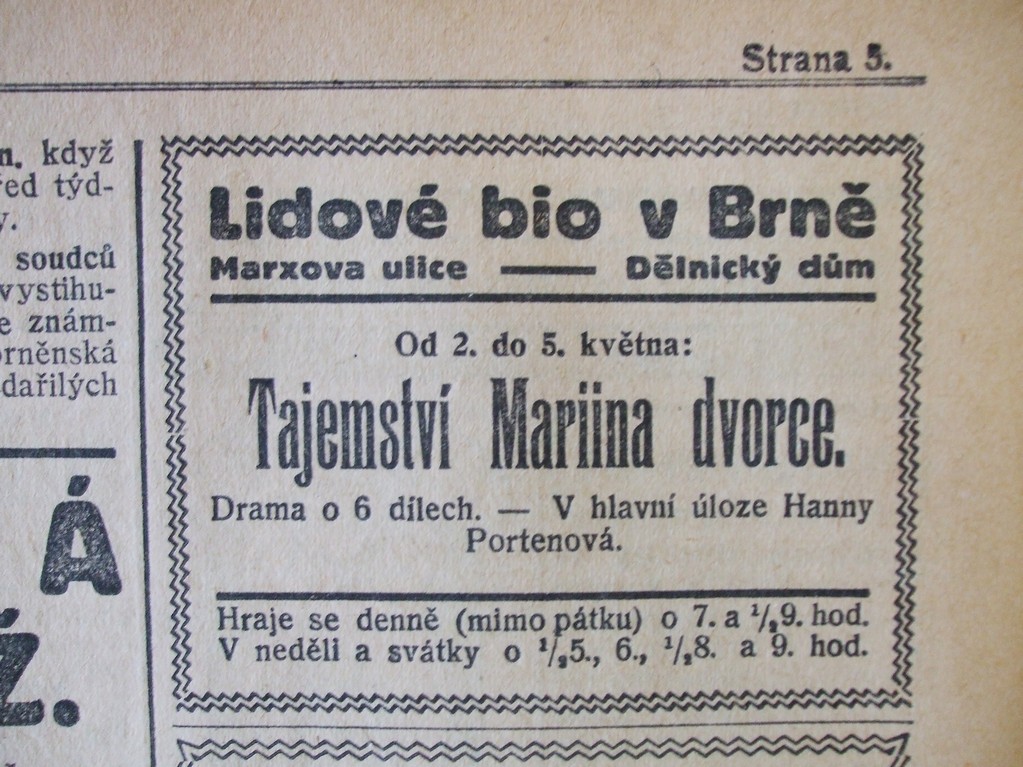 Strana 5.
n. když
řed týd-
y.
soudců
vystihu-
e znám-
orněnská
dařilých
Á
Ž.
Lidové bio v Brně
Marxova ulice — Dělnický dům
Od 2. do 5. května:
Tajemství Mariina dvorce.
Drama o 6 dílech. — V hlavní úloze Hanny
Portenová.
Hraje se denně (mimo pátku) o 7. a 1/29. hod.
V neděli a svátky o 1/25., 6., 1/28. a 9. hod.